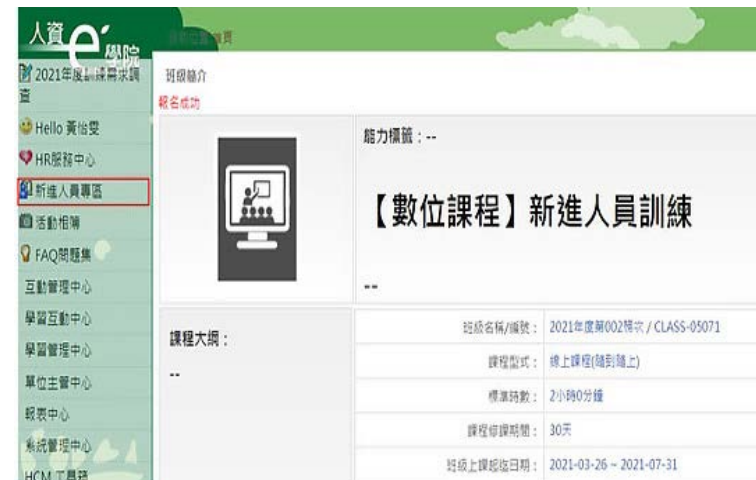 人資e學院
首頁
2021年度訓練需求調
查
Hello 黃怡雯
HR服務中心
新進人員專區
活動相簿
FAQ問題集
互動管理中心
學習互動中心
學習管理中心
單位主管中心
報表中心
系統管理中心
HCM 工具箱
班級簡介
報名成功
能力標籤：--
【數位課程】新進人員訓練
--
課程大綱：
--
班級名稱/編號： 2021年度第002梯次 / CLASS-05071
課程型式： 線上課程(隨到隨上)
標準時數： 2小時0分鐘
課程修課期間： 30天
班級上課起迄日期： 2021-03-26 ~ 2021-07-31